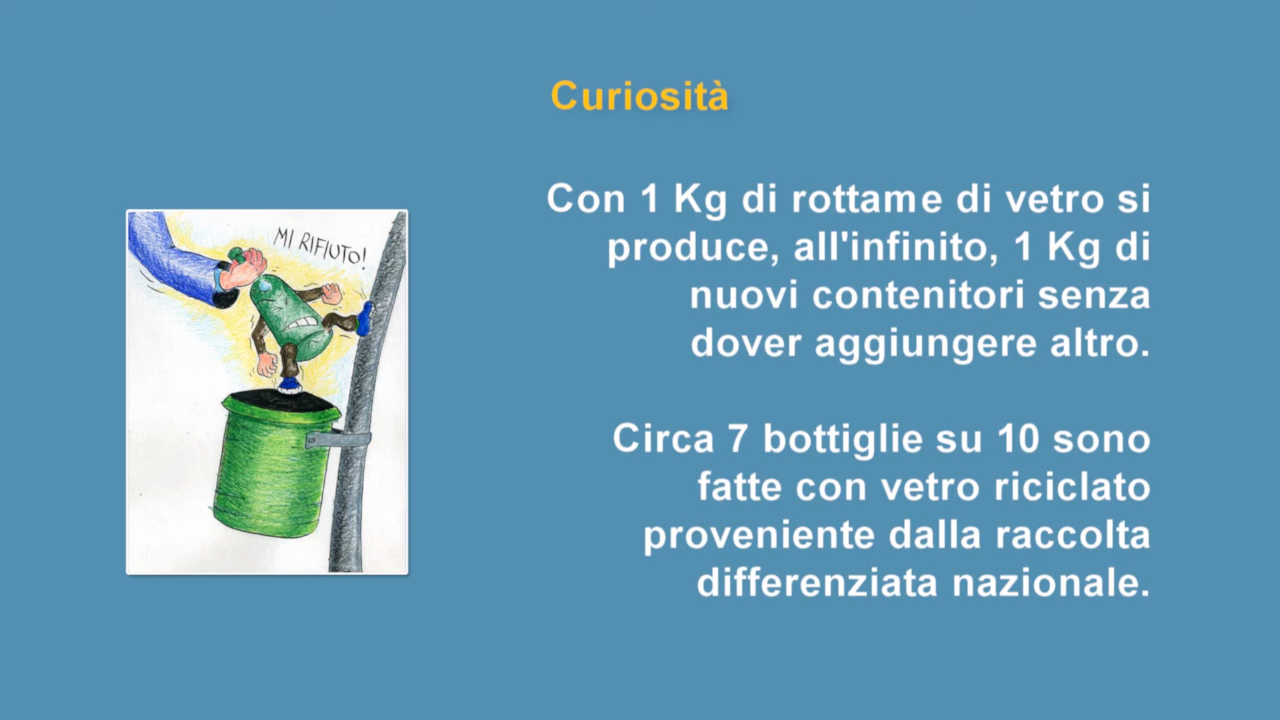 Curiosità
MI RIFIUTO!
Con 1 Kg di rottame di vetro si
produce, all'infinito, 1 Kg di
nuovi contenitori senza
dover aggiungere altro.
Circa 7 bottiglie su 10 sono
fatte con vetro riciclato
proveniente dalla raccolta
differenziata nazionale.